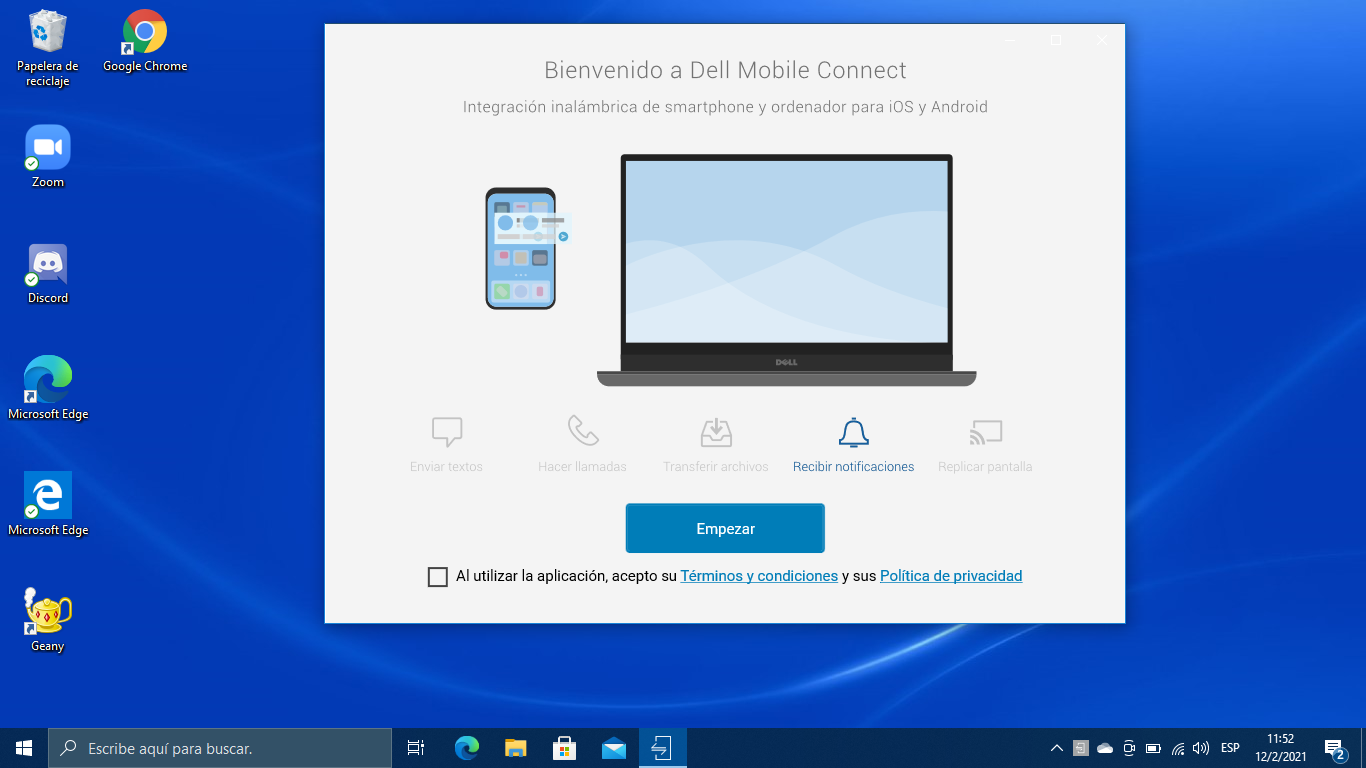 Papelera de
reciclaje
Google Chrome
Zoom
Discord
Microsoft Edge
Microsoft Edge
Geany
Bienvenido a Dell Mobile Connect
Integración inalámbrica de smartphone y ordenador para iOS y Android
DELL
Enviar textos
Hacer llamadas
Transferir archivos
Recibir notificaciones
Replicar pantalla
Empezar
Al utilizar la aplicación, acepto su Términos y condiciones y sus Política de privacidad
Escribe aquí para buscar.
ESP
11:52
12/2/2021
2